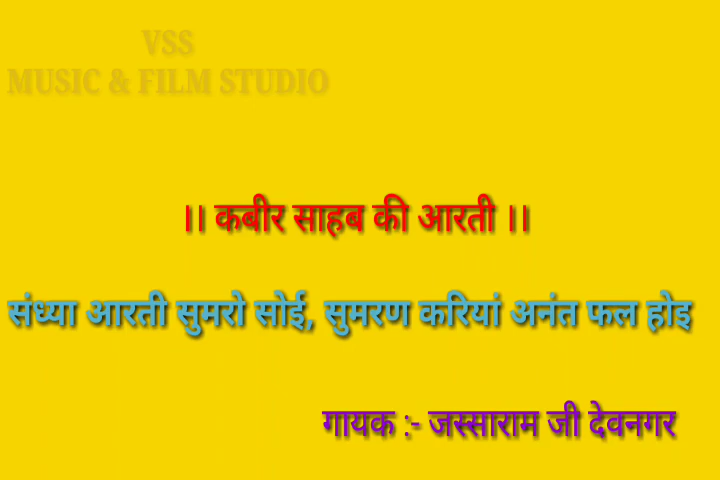 VSS
MUSIC & FILM STUDIO
।। कबीर साहब की आरती ।।
संध्या आरती सुमरो सोई, सुमरण करियां अनंत फल होइ
गायक :- जस्साराम जी देवनगर